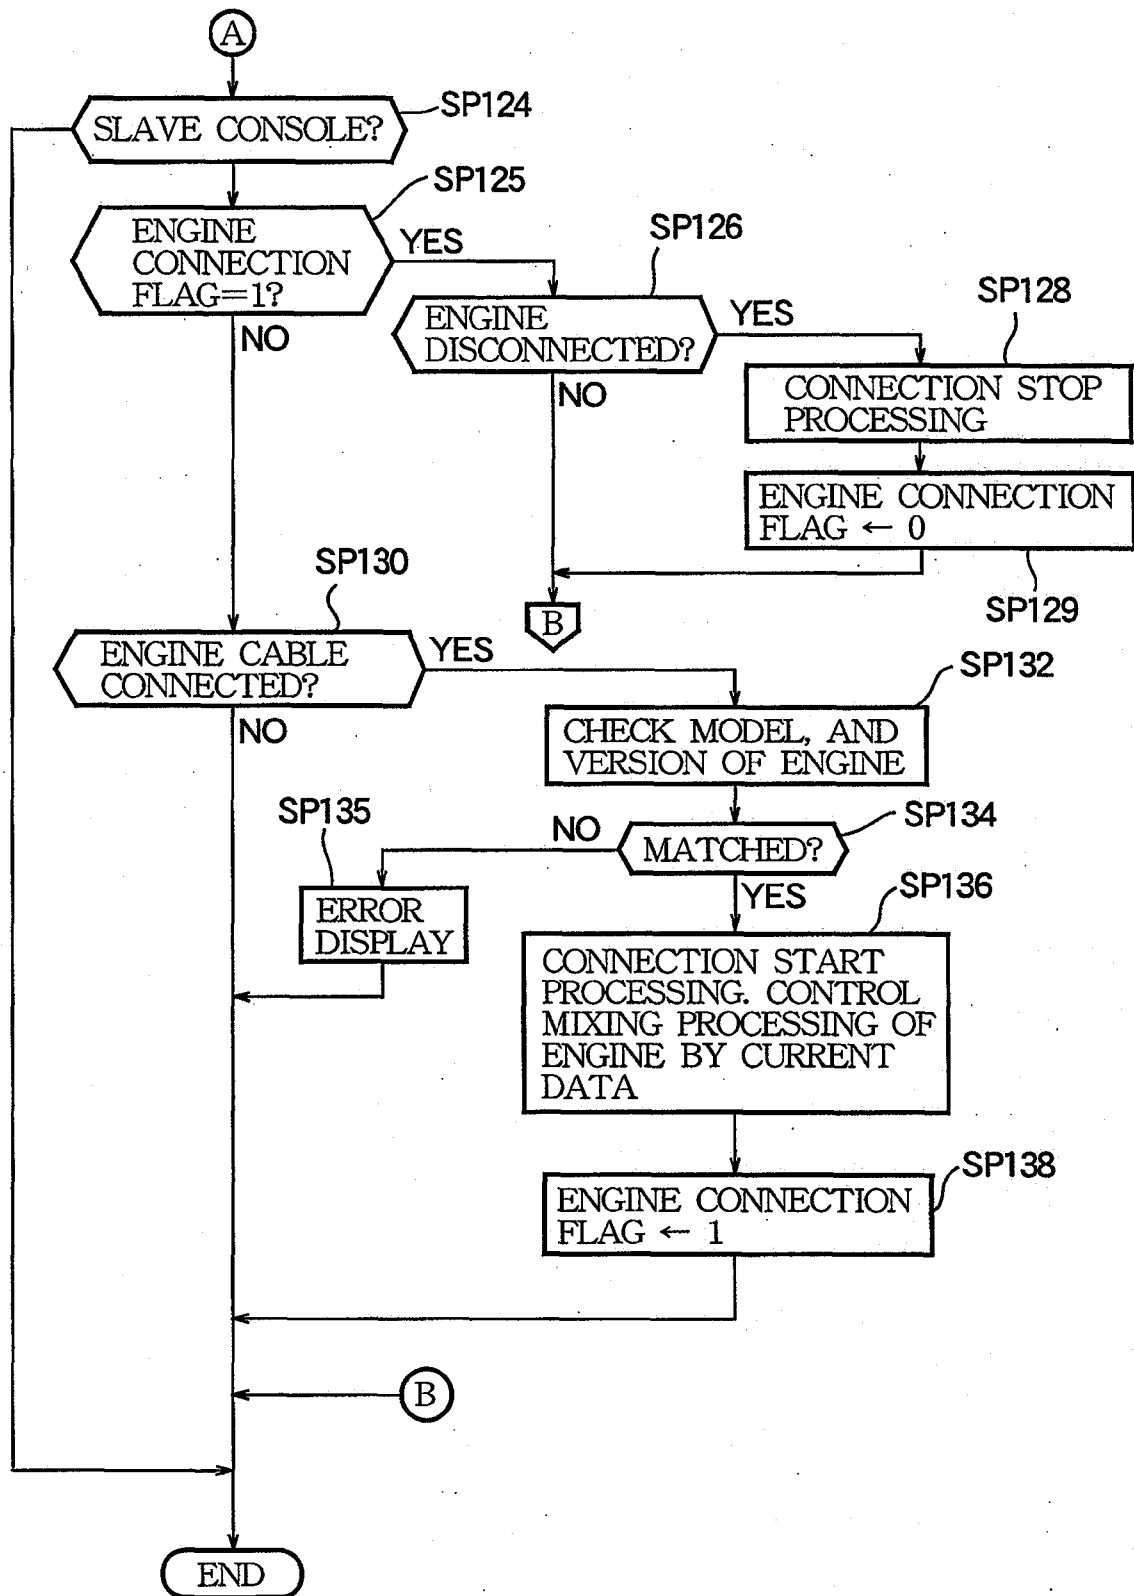 A
SLAVE CONSOLE?
SP124
SP125
ENGINE
CONNECTION
FLAG=1?
YES
NO
SP126
ENGINE
DISCONNECTED?
YES
NO
SP128
CONNECTION STOP
PROCESSING
ENGINE CONNECTION
FLAG ← 0
SP129
B
SP130
ENGINE CABLE
CONNECTED?
YES
NO
SP132
CHECK MODEL, AND
VERSION OF ENGINE
SP134
MATCHED?
NO
YES
SP135
ERROR
DISPLAY
SP136
CONNECTION START
PROCESSING. CONTROL
MIXING PROCESSING OF
ENGINE BY CURRENT
DATA
SP138
ENGINE CONNECTION
FLAG ← 1
B
END